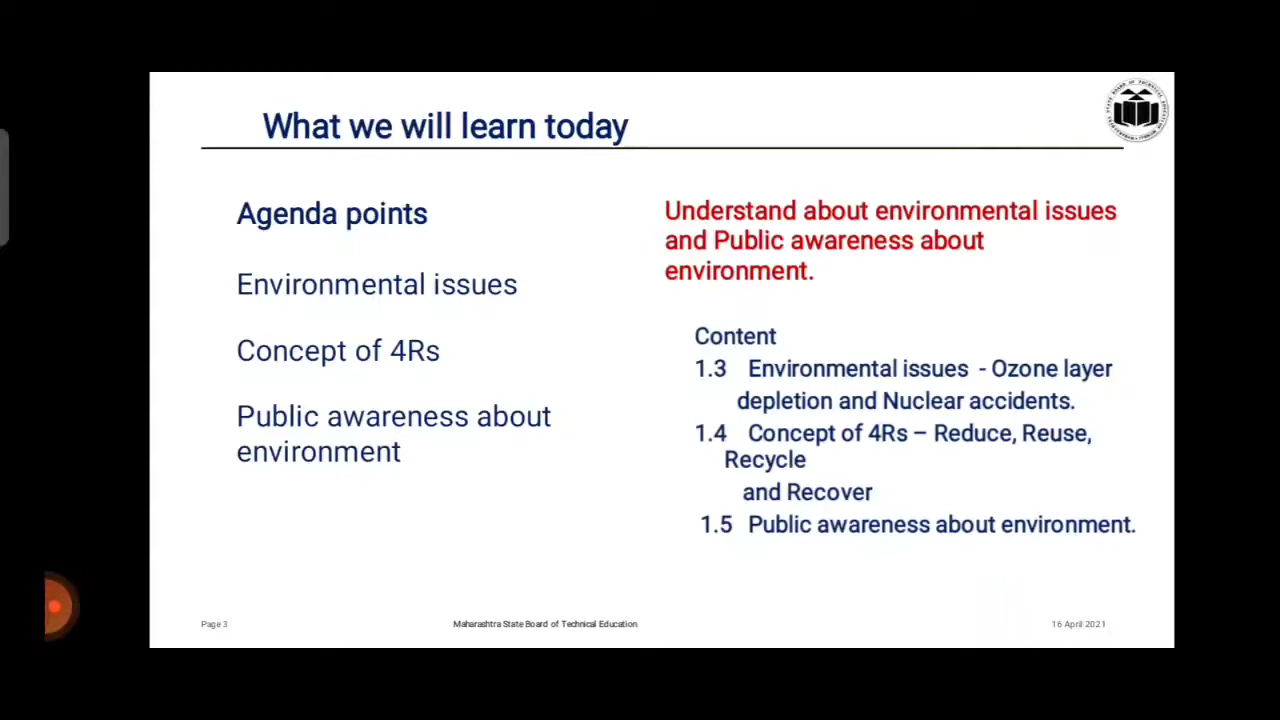 What we will learn today
Agenda points
Environmental issues
Concept of 4Rs
Public awareness about
environment
Understand about environmental issues
and Public awareness about
environment.
Content
1.3 Environmental issues - Ozone layer
depletion and Nuclear accidents.
1.4 Concept of 4Rs – Reduce, Reuse,
Recycle
and Recover
1.5 Public awareness about environment.
Page 3
Maharashtra State Board of Technical Education
16 April 2021